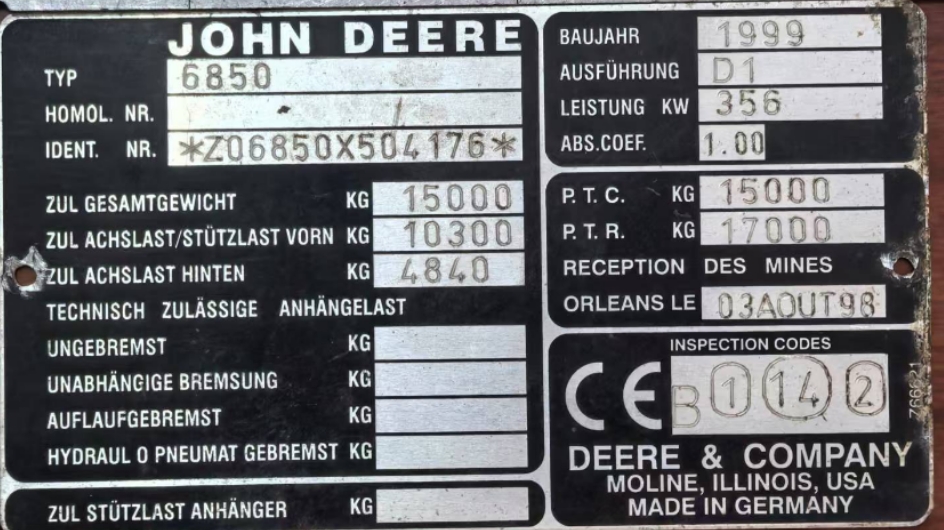 JOHN DEERE
TYP 6850
HOMOL. NR.
IDENT. NR. *Z06850X504176*
ZUL GESAMTGEWICHT KG 15000
ZUL ACHSLAST/STÜTZLAST VORN KG 10300
ZUL ACHSLAST HINTEN KG 4840
TECHNISCH ZULÄSSIGE ANHÄNGELAST
UNGEBREMST KG
UNABHÄNGIGE BREMSUNG KG
AUFLAUFGEBREMST KG
HYDRAUL O PNEUMAT GEBREMST KG
ZUL STÜTZLAST ANHÄNGER KG
BAUJAHR 1999
AUSFÜHRUNG D1
LEISTUNG KW 356
ABS.COEF. 1.00
P. T. C. KG 15000
P. T. R. KG 17000
RECEPTION DES MINES
ORLEANS LE 03AOUT98
INSPECTION CODES
CE B 1 14 2
DEERE & COMPANY
MOLINE, ILLINOIS, USA
MADE IN GERMANY